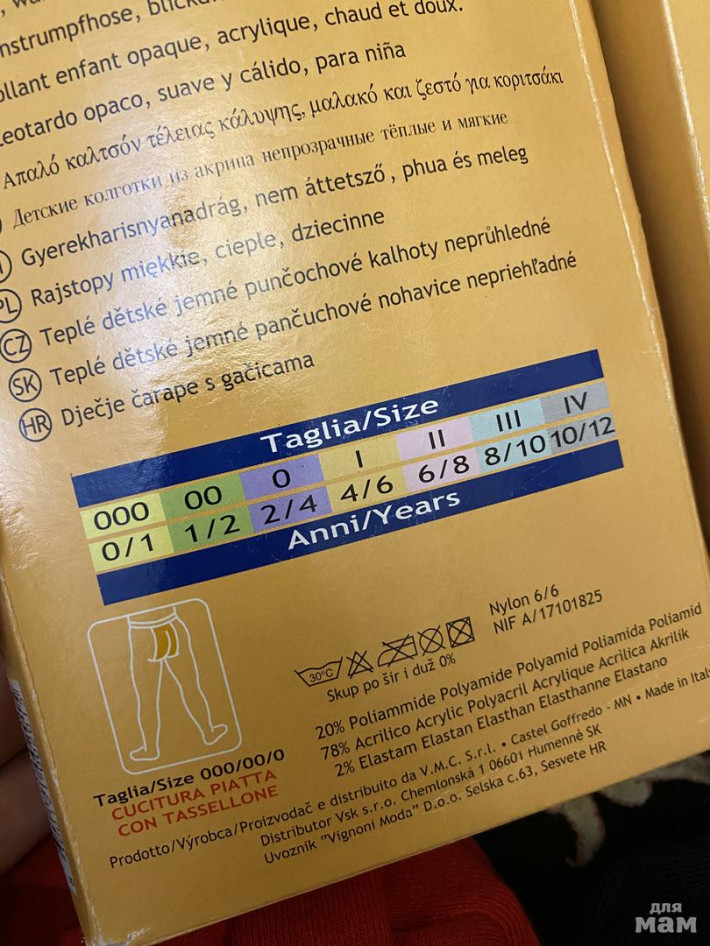 nstrumpfhose,
ollant enfant opaque, acrylique, chaud et doux.
eotardo opaco, suave y cálido, para niña
Απαλό καλτσόν τέλειας κάλυψης, μαλακό και ζεστό για κοριτσάκι
Детские колготки из акрила непрозрачные тёплые и мягкие
Gyerekharisnyanadrág, nem áttetsző, phua és meleg
PL Rajstopy miękkie, cieple, dziecinne
CZ Teplé dětské jemné punčochové kalhoty neprůhledné
SK Teplé dětské jemné pančuchové nohavice nepriehľadné
HR Dječje čarape s gačicama
Taglia/Size
000 00 0 I II III IV
0/1 1/2 2/4 4/6 6/8 8/10 10/12
Anni/Years
30°C
Skup po šir i duž 0%
Nylon 6/6
NIF A/17101825
20% Poliammide Polyamide Polyamid Poliamida Poliamid
78% Acrilico Acrylic Polyacril Acrylique Acrilica Akrilik
2% Elastam Elastan Elasthan Elasthanne Elastano
Taglia/Size 000/00/0
CUCITURA PIATTA
CON TASSELLONE
Prodotto/Výrobca/Proizvodač e distribuito da V.M.C. S.r.l. • Castel Goffredo - MN • Made in Ital
Distributor Vsk s.r.o. Chemlonská 1 06601 Humenné SK
Uvoznik "Vignoni Moda" D.o.o. Selska c.63, Sesvete HR
для
мам